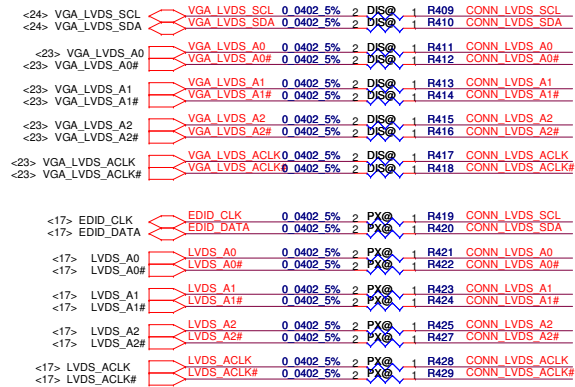 <24> VGA_LVDS_SCL VGA_LVDS_SCL 0_0402_5% 2 DIS@ 1 R409 CONN_LVDS_SCL
<24> VGA_LVDS_SDA VGA_LVDS_SDA 0_0402_5% 2 DIS@ 1 R410 CONN_LVDS_SDA
<23> VGA_LVDS_A0 VGA_LVDS_A0 0_0402_5% 2 DIS@ 1 R411 CONN_LVDS_A0
<23> VGA_LVDS_A0# VGA_LVDS_A0# 0_0402_5% 2 DIS@ 1 R412 CONN_LVDS_A0#
<23> VGA_LVDS_A1 VGA_LVDS_A1 0_0402_5% 2 DIS@ 1 R413 CONN_LVDS_A1
<23> VGA_LVDS_A1# VGA_LVDS_A1# 0_0402_5% 2 DIS@ 1 R414 CONN_LVDS_A1#
<23> VGA_LVDS_A2 VGA_LVDS_A2 0_0402_5% 2 DIS@ 1 R415 CONN_LVDS_A2
<23> VGA_LVDS_A2# VGA_LVDS_A2# 0_0402_5% 2 DIS@ 1 R416 CONN_LVDS_A2#
<23> VGA_LVDS_ACLK VGA_LVDS_ACLK 0_0402_5% 2 DIS@ 1 R417 CONN_LVDS_ACLK
<23> VGA_LVDS_ACLK# VGA_LVDS_ACLK# 0_0402_5% 2 DIS@ 1 R418 CONN_LVDS_ACLK#
<17> EDID_CLK EDID_CLK 0_0402_5% 2 PX@ 1 R419 CONN_LVDS_SCL
<17> EDID_DATA EDID_DATA 0_0402_5% 2 PX@ 1 R420 CONN_LVDS_SDA
<17> LVDS_A0 LVDS_A0 0_0402_5% 2 PX@ 1 R421 CONN_LVDS_A0
<17> LVDS_A0# LVDS_A0# 0_0402_5% 2 PX@ 1 R422 CONN_LVDS_A0#
<17> LVDS_A1 LVDS_A1 0_0402_5% 2 PX@ 1 R423 CONN_LVDS_A1
<17> LVDS_A1# LVDS_A1# 0_0402_5% 2 PX@ 1 R424 CONN_LVDS_A1#
<17> LVDS_A2 LVDS_A2 0_0402_5% 2 PX@ 1 R425 CONN_LVDS_A2
<17> LVDS_A2# LVDS_A2# 0_0402_5% 2 PX@ 1 R427 CONN_LVDS_A2#
<17> LVDS_ACLK LVDS_ACLK 0_0402_5% 2 PX@ 1 R428 CONN_LVDS_ACLK
<17> LVDS_ACLK# LVDS_ACLK# 0_0402_5% 2 PX@ 1 R429 CONN_LVDS_ACLK#